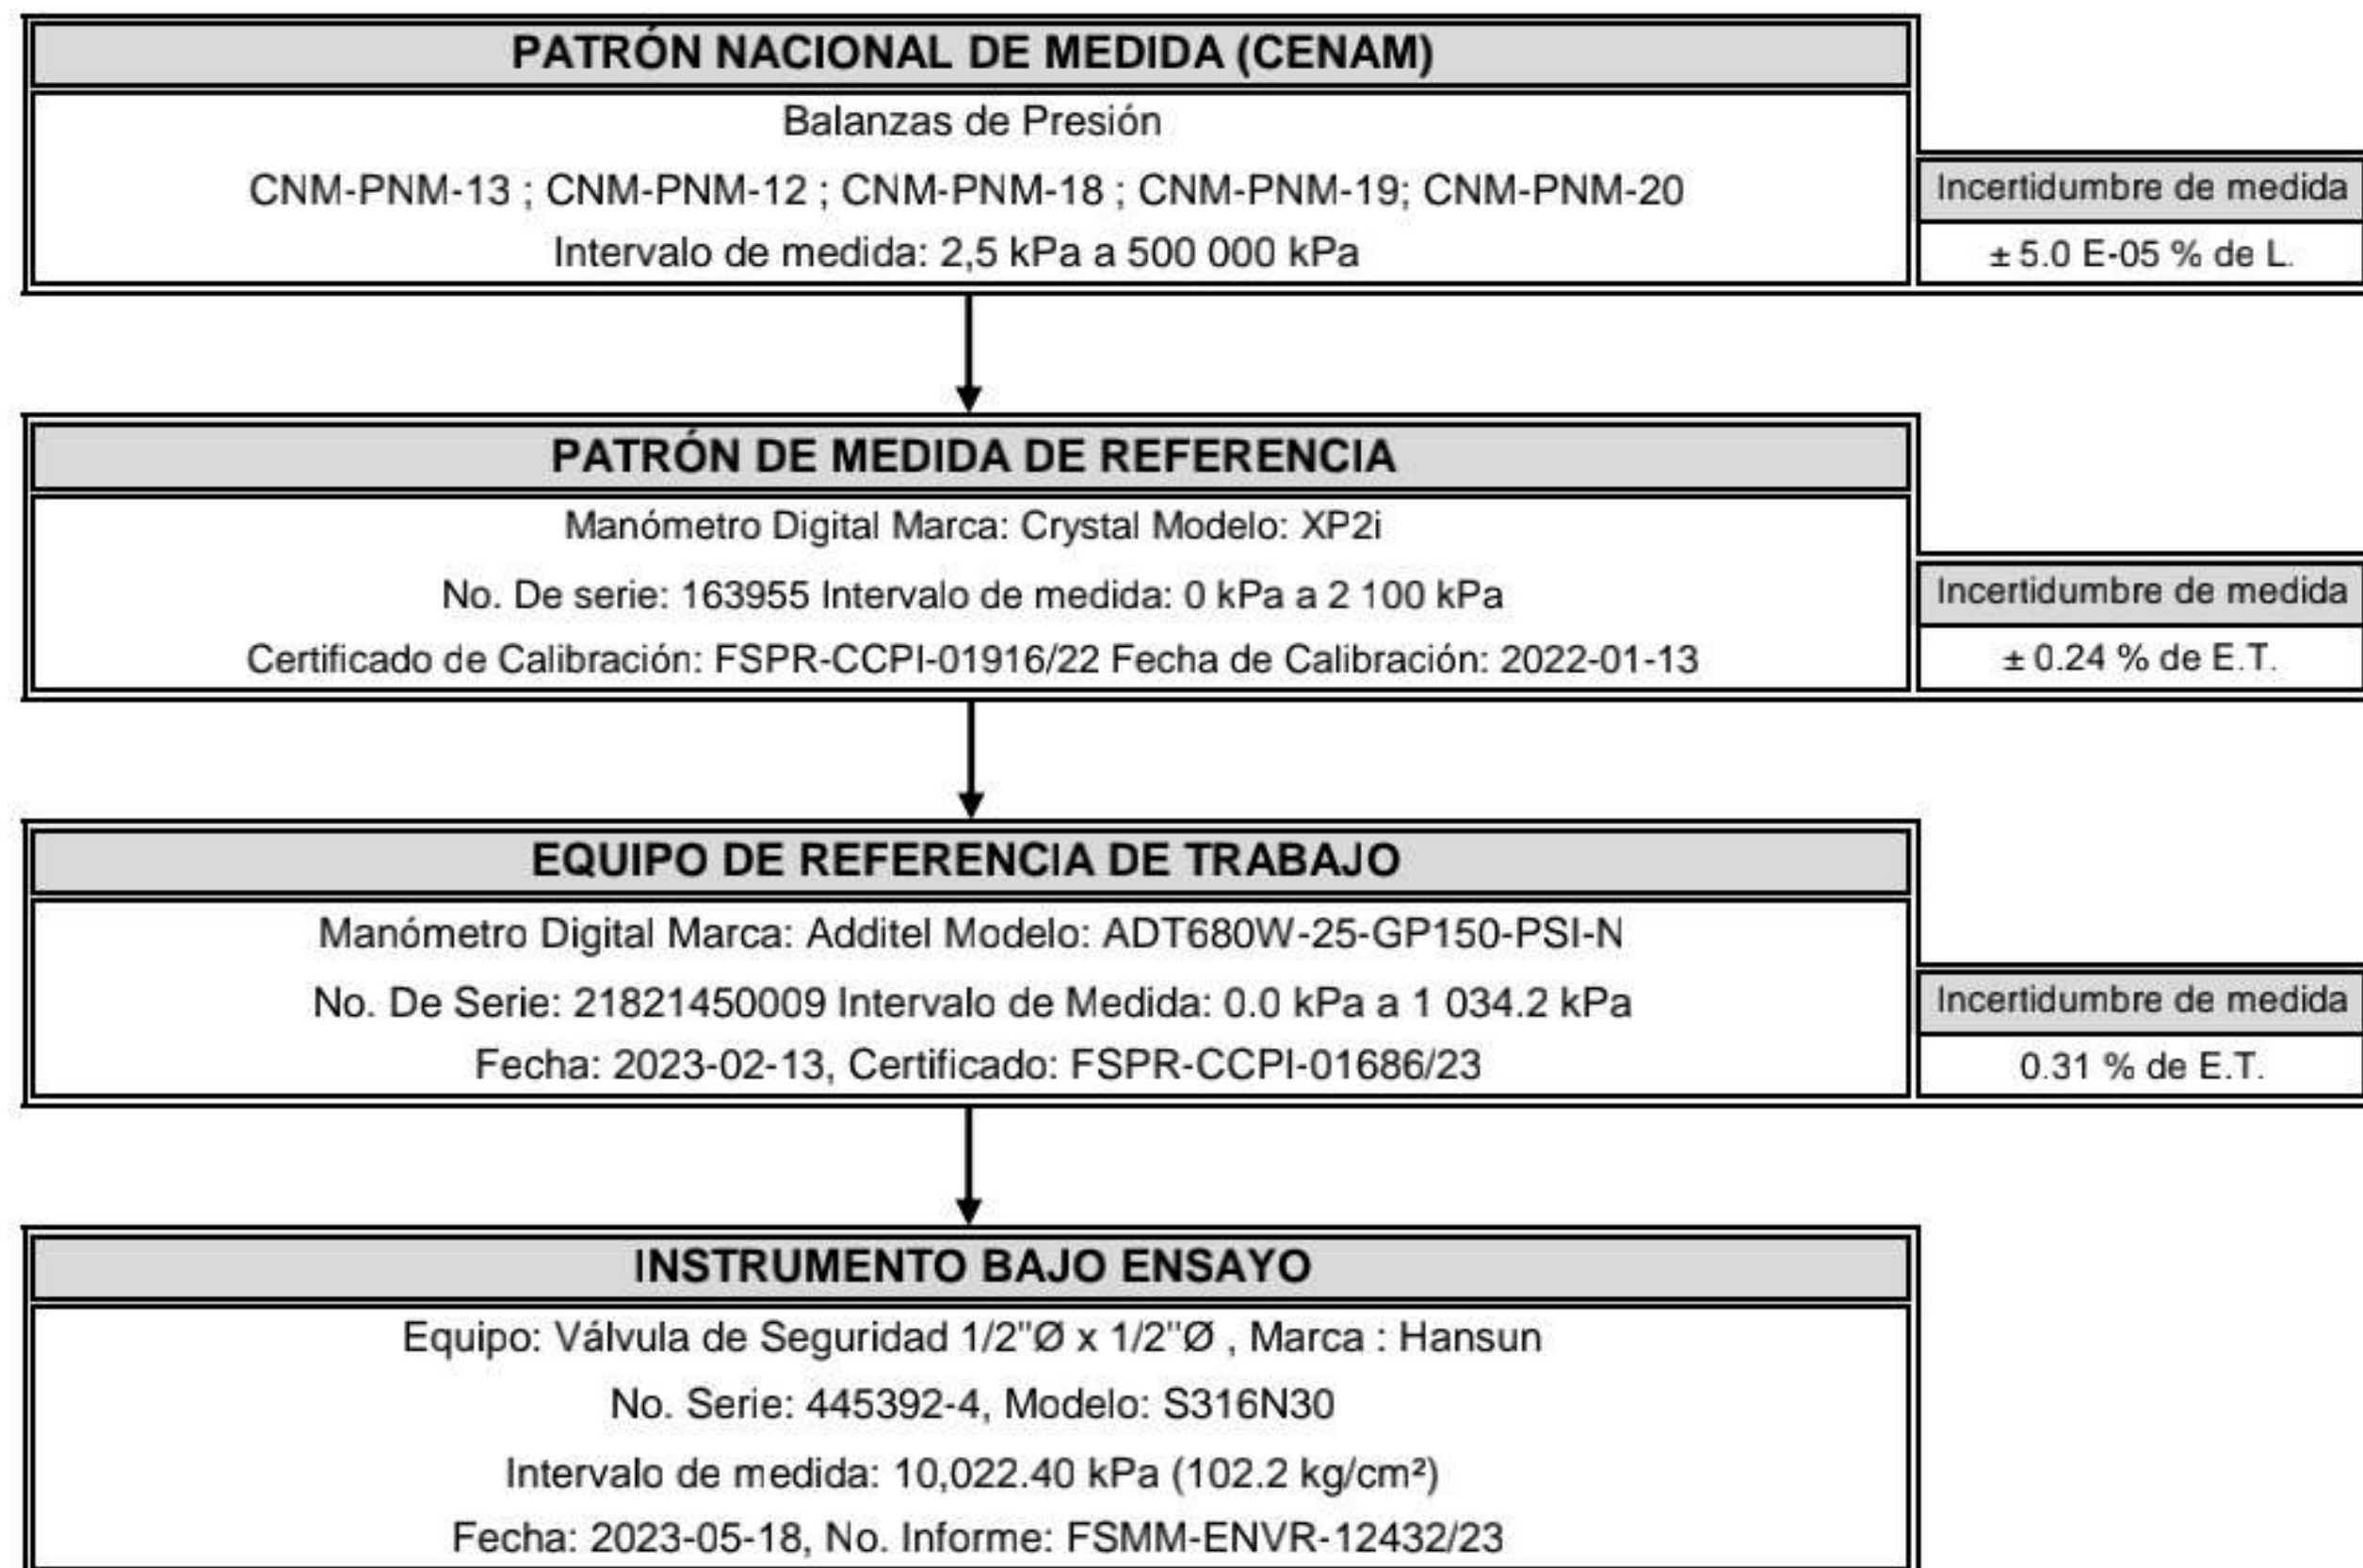 PATRÓN NACIONAL DE MEDIDA (CENAM)
Balanzas de Presión
CNM-PNM-13 ; CNM-PNM-12 ; CNM-PNM-18 ; CNM-PNM-19; CNM-PNM-20
Intervalo de medida: 2,5 kPa a 500 000 kPa
Incertidumbre de medida
± 5.0 E-05 % de L.
PATRÓN DE MEDIDA DE REFERENCIA
Manómetro Digital Marca: Crystal Modelo: XP2i
No. De serie: 163955 Intervalo de medida: 0 kPa a 2 100 kPa
Certificado de Calibración: FSPR-CCPI-01916/22 Fecha de Calibración: 2022-01-13
Incertidumbre de medida
± 0.24 % de E.T.
EQUIPO DE REFERENCIA DE TRABAJO
Manómetro Digital Marca: Additel Modelo: ADT680W-25-GP150-PSI-N
No. De Serie: 21821450009 Intervalo de Medida: 0.0 kPa a 1 034.2 kPa
Fecha: 2023-02-13, Certificado: FSPR-CCPI-01686/23
Incertidumbre de medida
0.31 % de E.T.
INSTRUMENTO BAJO ENSAYO
Equipo: Válvula de Seguridad 1/2"Ø x 1/2"Ø , Marca : Hansun
No. Serie: 445392-4, Modelo: S316N30
Intervalo de medida: 10,022.40 kPa (102.2 kg/cm²)
Fecha: 2023-05-18, No. Informe: FSMM-ENVR-12432/23